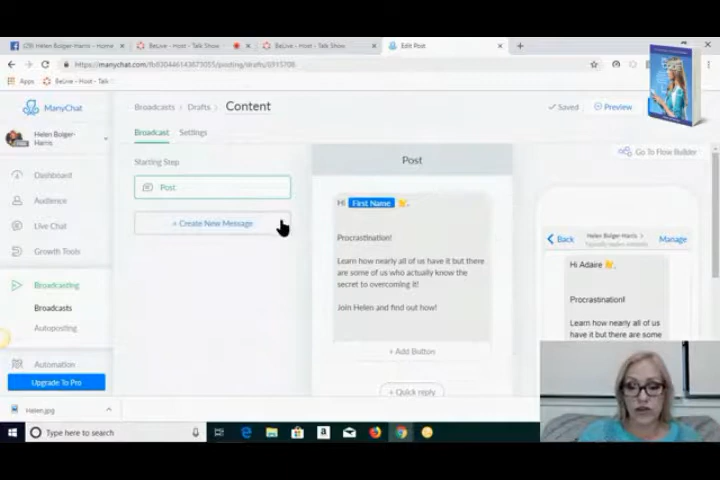 (29) Helen Bolger-Harris - Home
BeLive - Host - Talk Show
BeLive - Host - Talk Show
Edit Post
Apps
BeLive - Host - Talk
ManyChat
Broadcasts > Drafts > Content
Saved
Preview
Helen Bolger-
Harris
Broadcast
Settings
Go To Flow Builder
Starting Step
Post
Post
+ Create New Message
Hi First Name 👋,
Procrastination!
Learn how nearly all of us have it but there
are some of us who actually know the
secret to overcoming it!
Join Helen and find out how!
+ Add Button
+ Quick reply
Dashboard
Audience
Live Chat
Growth Tools
Broadcasting
Broadcasts
Autoposting
Automation
Upgrade To Pro
Back
Helen Bolger-Harris >
Manage
Hi Adaire 👋,
Procrastination!
Learn how nearly all of us
have it but there are some
Helen.jpg
Type here to search